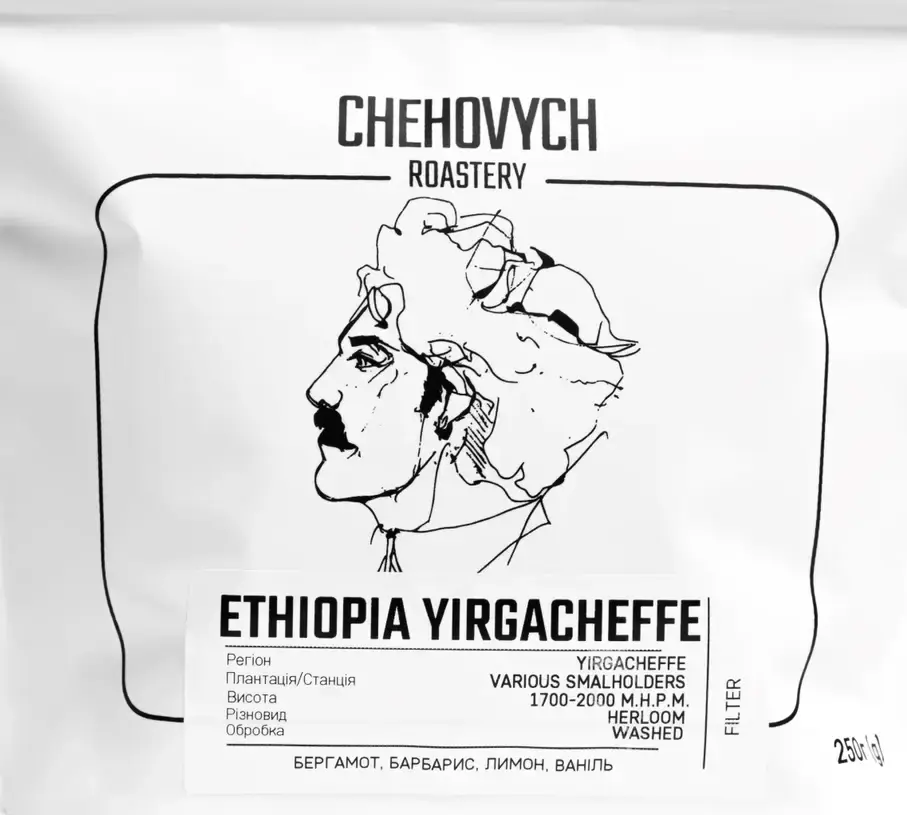 CHEHOVYCH
ROASTERY
ETHIOPIA YIRGACHEFFE
Регіон YIRGACHEFFE
Плантація/Станція VARIOUS SMALHOLDERS
Висота 1700-2000 М.Н.Р.М.
Різновид HERLOOM
Обробка WASHED
FILTER
БЕРГАМОТ, БАРБАРИС, ЛИМОН, ВАНІЛЬ
250г (g)